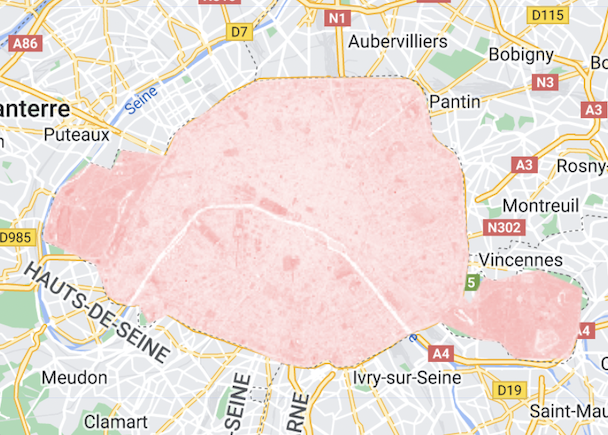 N1
D115
A86
D7
Aubervilliers
Bobigny
N3
Seine
anterre
Pantin
A3
Puteaux
A3
Rosny-
Montreuil
N302
D985
Vincennes
5
HAUTS-DE-SEINE
A4
A4
Meudon
Ivry-sur-Seine
D19
-SEINE
RNE
Saint-Mau
Clamart